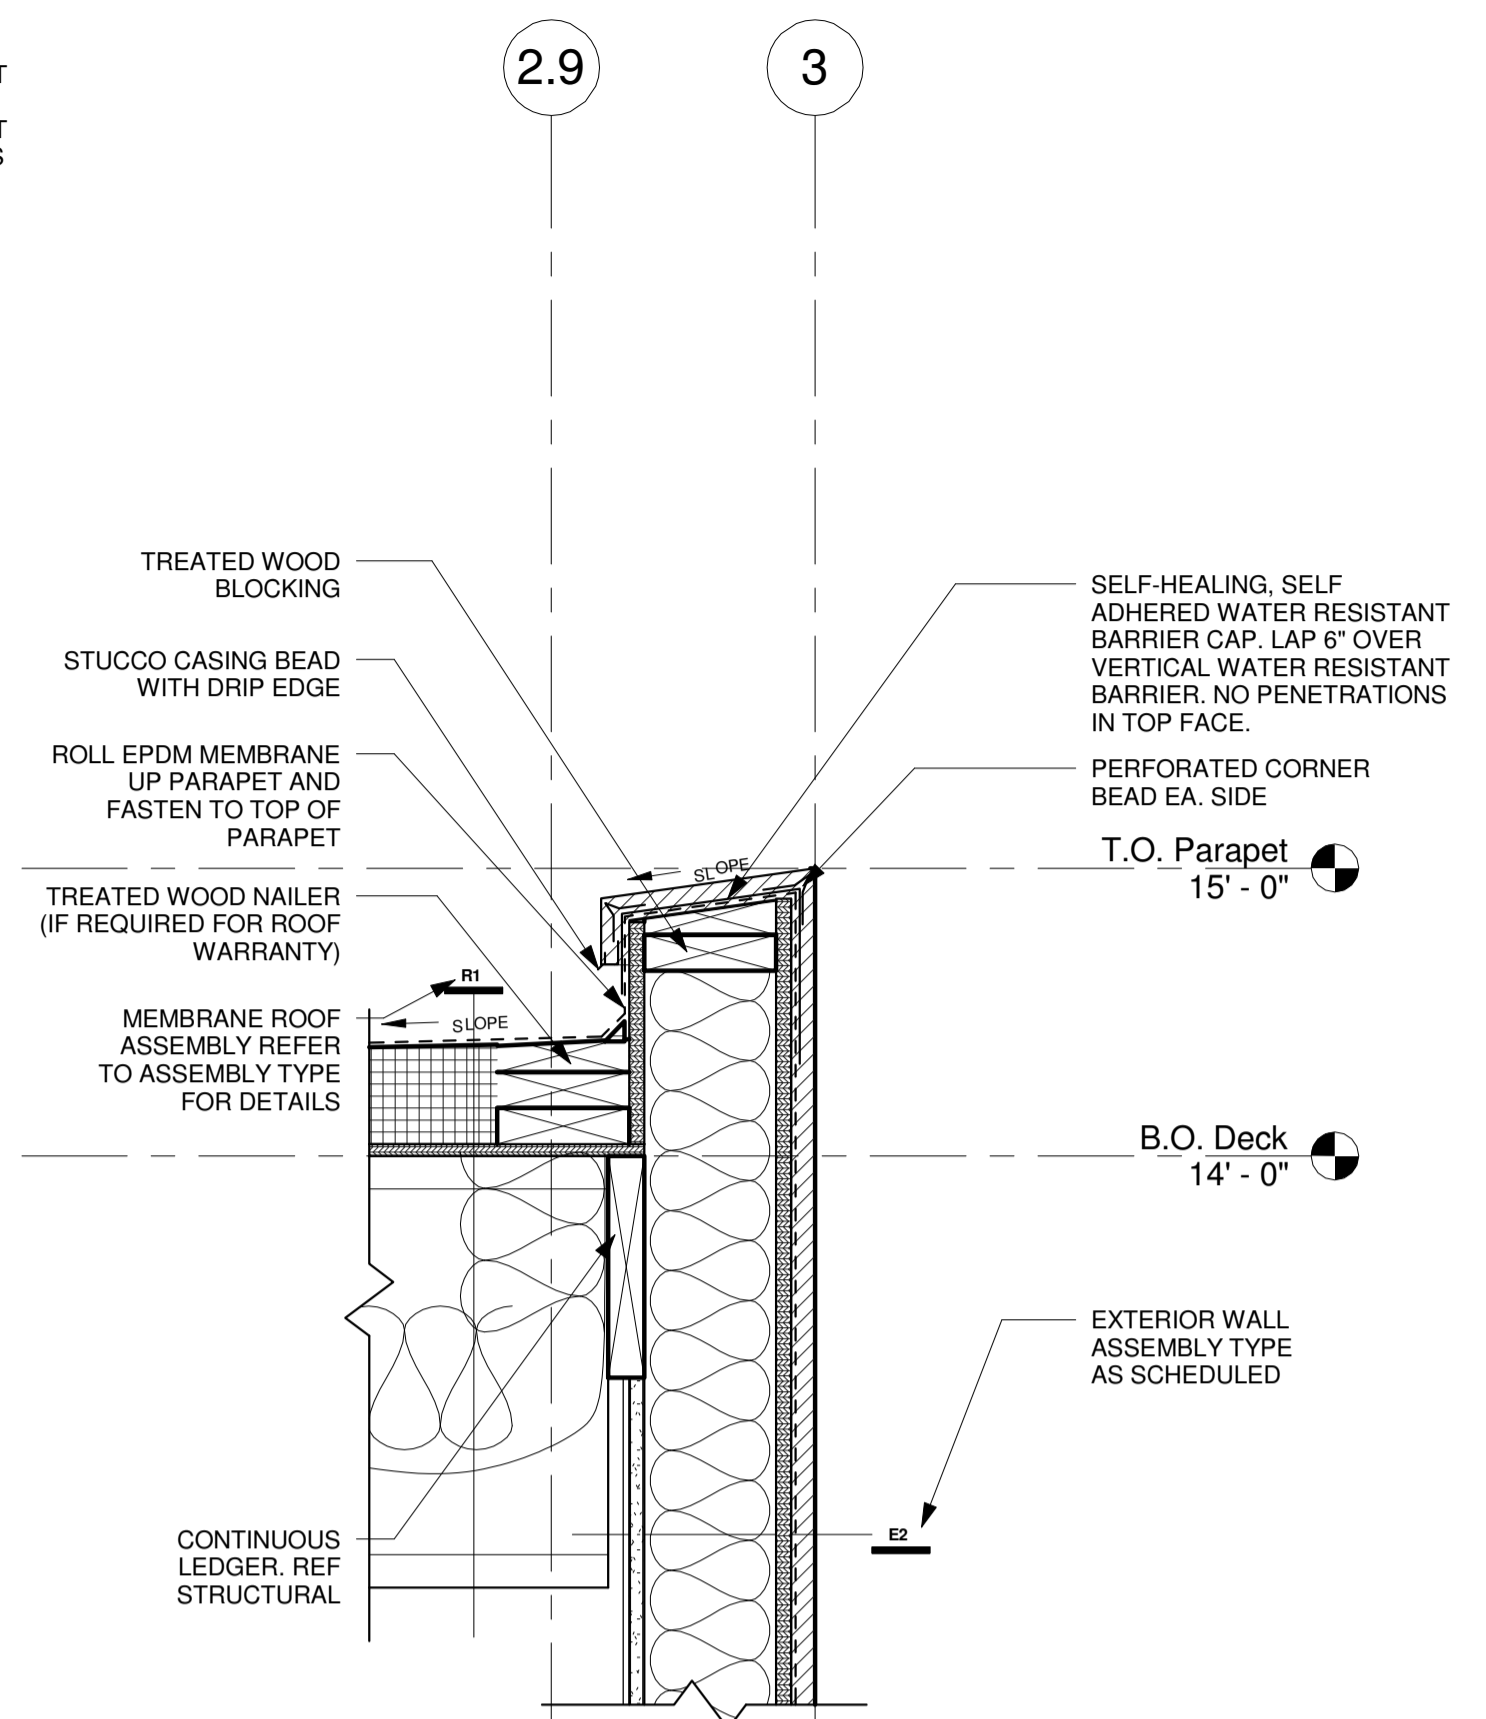 T
T
S
2.9
3
TREATED WOOD
BLOCKING
STUCCO CASING BEAD
WITH DRIP EDGE
ROLL EPDM MEMBRANE
UP PARAPET AND
FASTEN TO TOP OF
PARAPET
TREATED WOOD NAILER
(IF REQUIRED FOR ROOF
WARRANTY)
R1
MEMBRANE ROOF
ASSEMBLY REFER
TO ASSEMBLY TYPE
FOR DETAILS
SLOPE
SLOPE
CONTINUOUS
LEDGER. REF
STRUCTURAL
SELF-HEALING, SELF
ADHERED WATER RESISTANT
BARRIER CAP. LAP 6" OVER
VERTICAL WATER RESISTANT
BARRIER. NO PENETRATIONS
IN TOP FACE.
PERFORATED CORNER
BEAD EA. SIDE
T.O. Parapet
15' - 0"
B.O. Deck
14' - 0"
EXTERIOR WALL
ASSEMBLY TYPE
AS SCHEDULED
E2